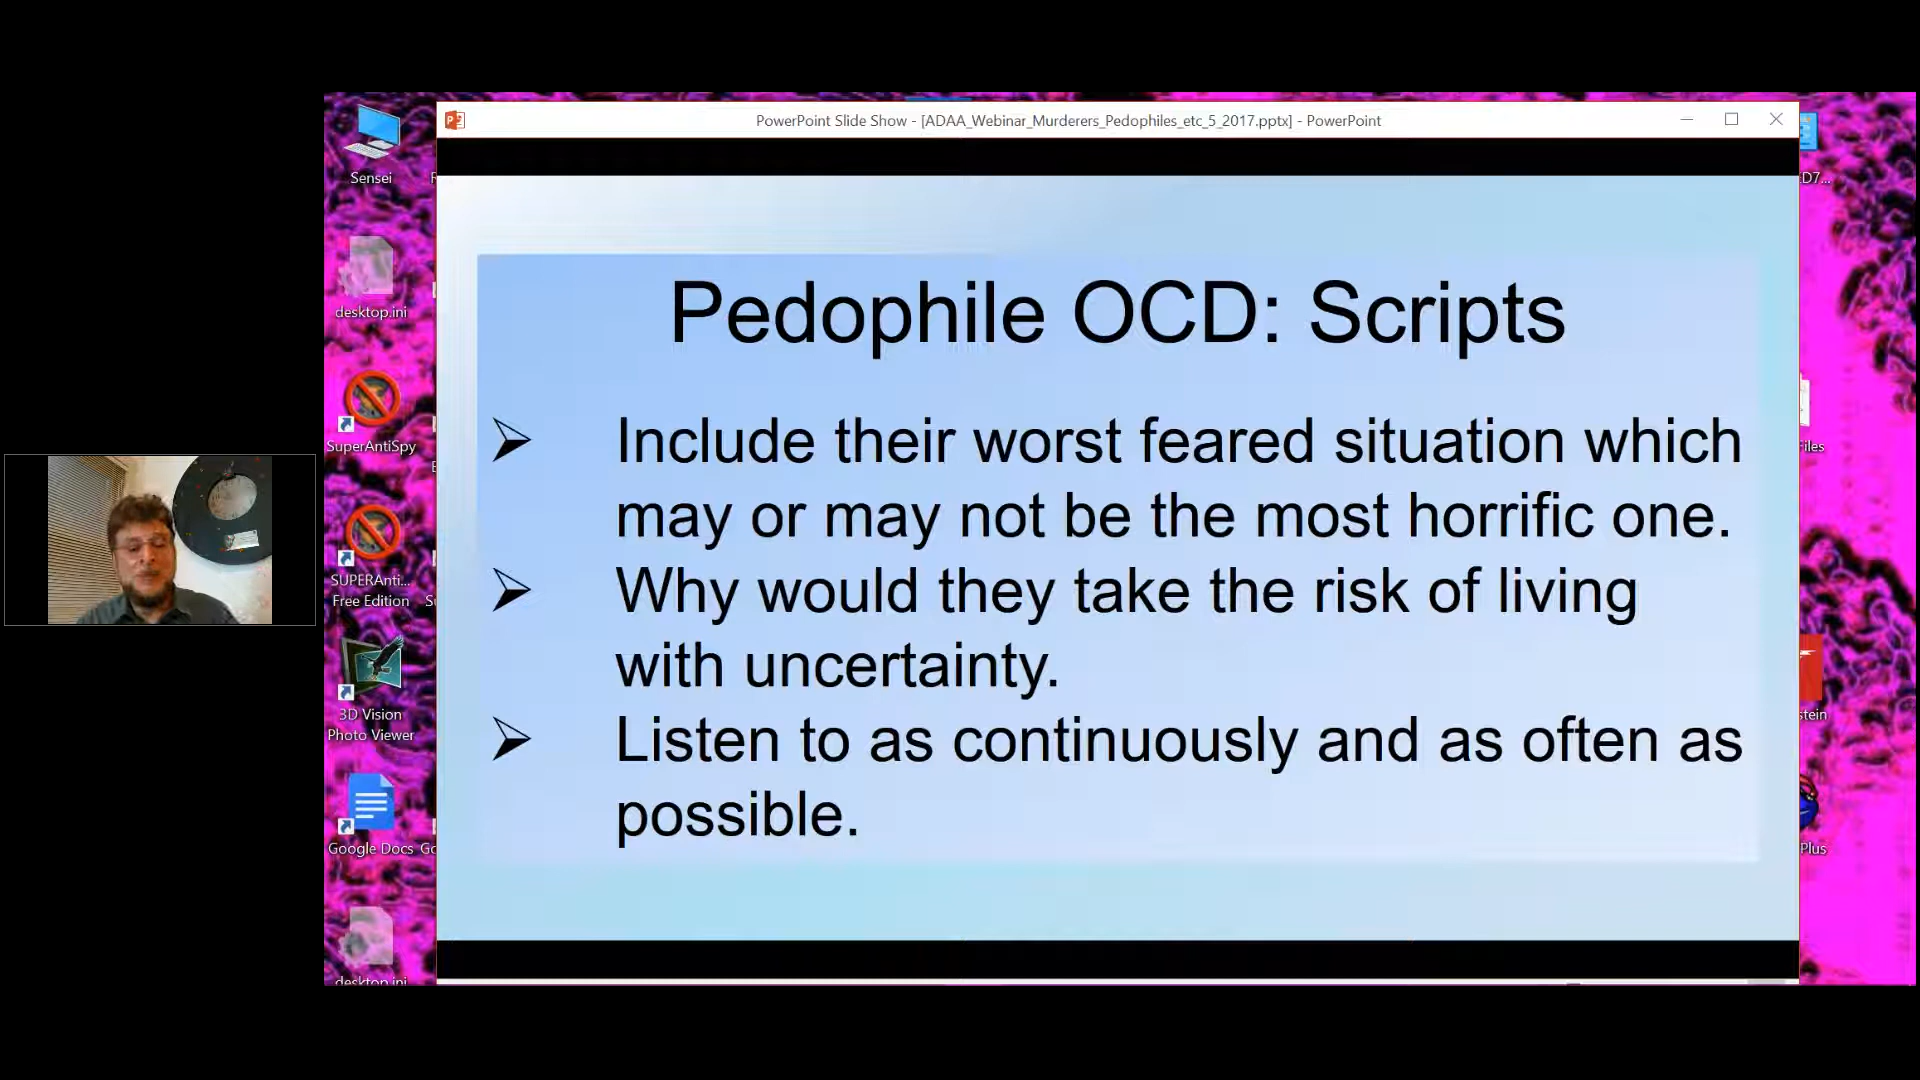 PowerPoint Slide Show - [ADAA_Webinar_Murderers_Pedophiles_etc_5_2017.pptx] - PowerPoint
Sensei
desktop.ini
SuperAntiSpy
SUPERAnti...
Free Edition
3D Vision
Photo Viewer
Google Docs
desktop.ini
Pedophile OCD: Scripts
Include their worst feared situation which
may or may not be the most horrific one.
Why would they take the risk of living
with uncertainty.
Listen to as continuously and as often as
possible.
Plus